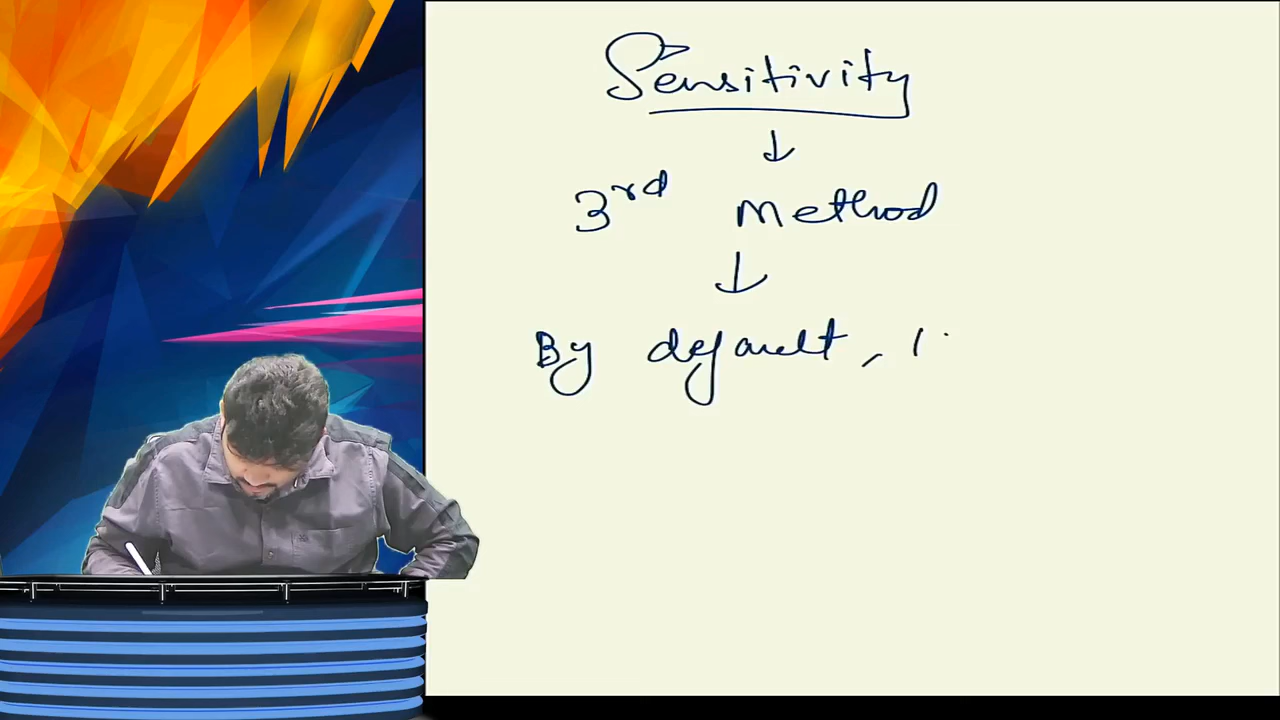 Sensitivity
↓
3rd Method
↓
By default,